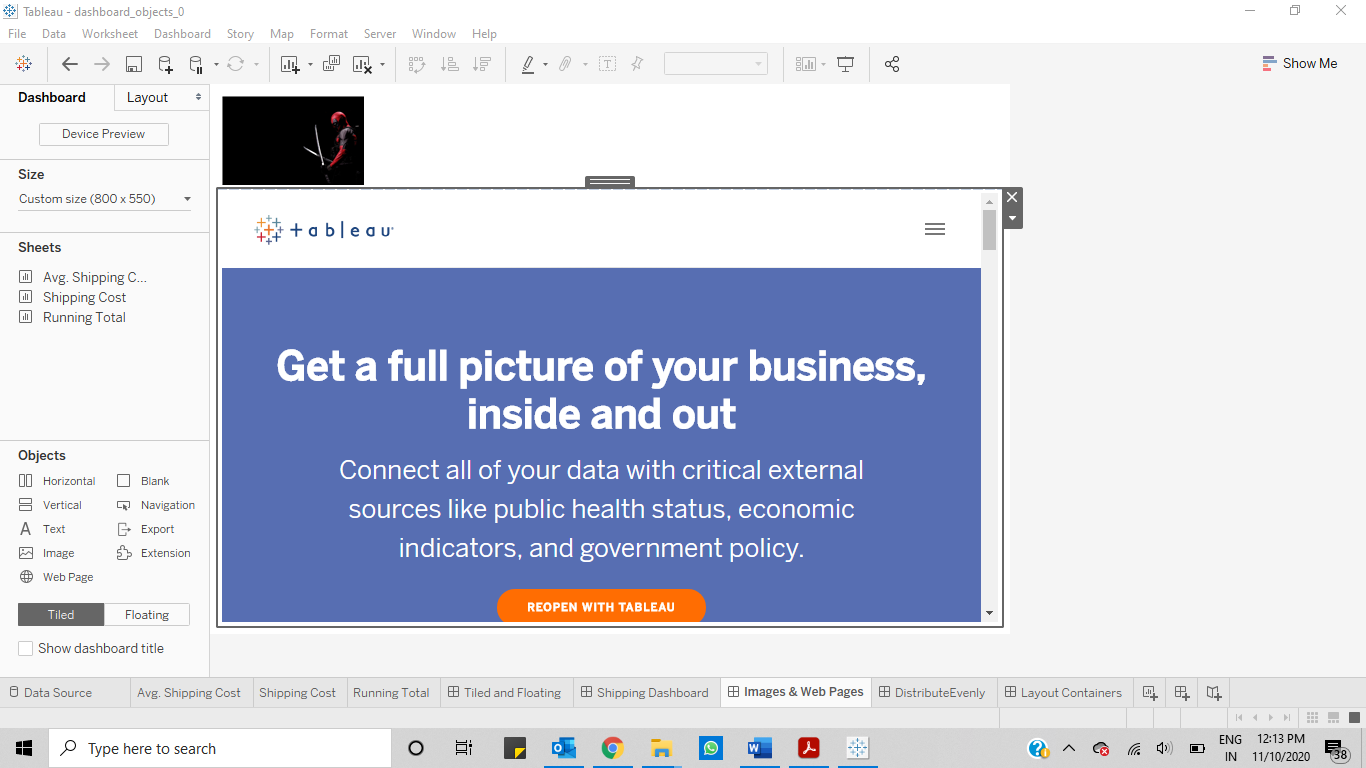 Tableau - dashboard_objects_0
File Data Worksheet Dashboard Story Map Format Server Window Help
Show Me
Dashboard Layout
Device Preview
Size
Custom size (800 x 550)
Sheets
Avg. Shipping C...
Shipping Cost
Running Total
Objects
Horizontal Blank
Vertical Navigation
Text Export
Image Extension
Web Page
Tiled Floating
Show dashboard title
+ableau
Get a full picture of your business,
inside and out
Connect all of your data with critical external
sources like public health status, economic
indicators, and government policy.
REOPEN WITH TABLEAU
Data Source Avg. Shipping Cost Shipping Cost Running Total Tiled and Floating Shipping Dashboard Images & Web Pages DistributeEvenly Layout Containers
Type here to search
ENG
IN
12:13 PM
11/10/2020
38